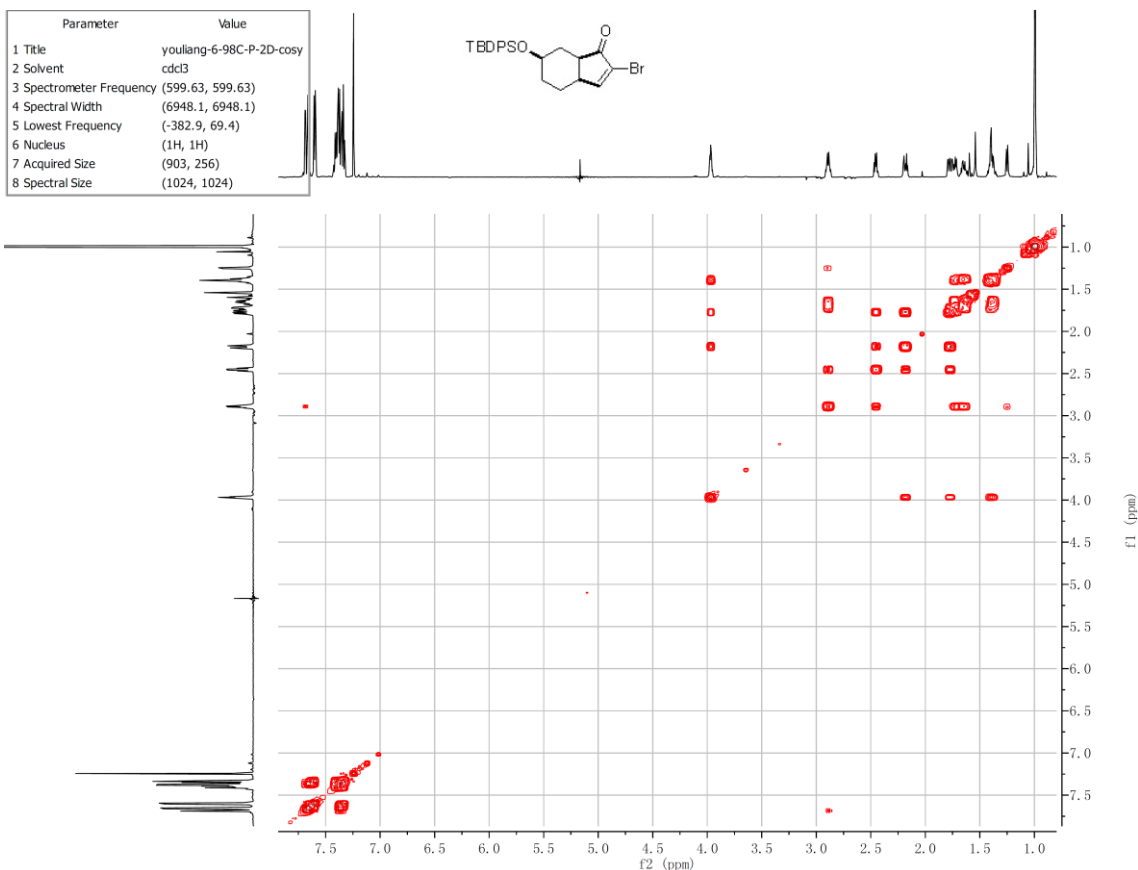 Parameter Value
1 Title youliang-6-98C-P-2D-cosy
2 Solvent cdcl3
3 Spectrometer Frequency (599.63, 599.63)
4 Spectral Width (6948.1, 6948.1)
5 Lowest Frequency (-382.9, 69.4)
6 Nucleus (1H, 1H)
7 Acquired Size (903, 256)
8 Spectral Size (1024, 1024)
O
TBDPSO
Br
1.0
1.5
2.0
2.5
3.0
3.5
4.0
4.5
5.0
5.5
6.0
6.5
7.0
7.5
f1 (ppm)
7.5 7.0 6.5 6.0 5.5 5.0 4.5 4.0 3.5 3.0 2.5 2.0 1.5 1.0
f2 (ppm)